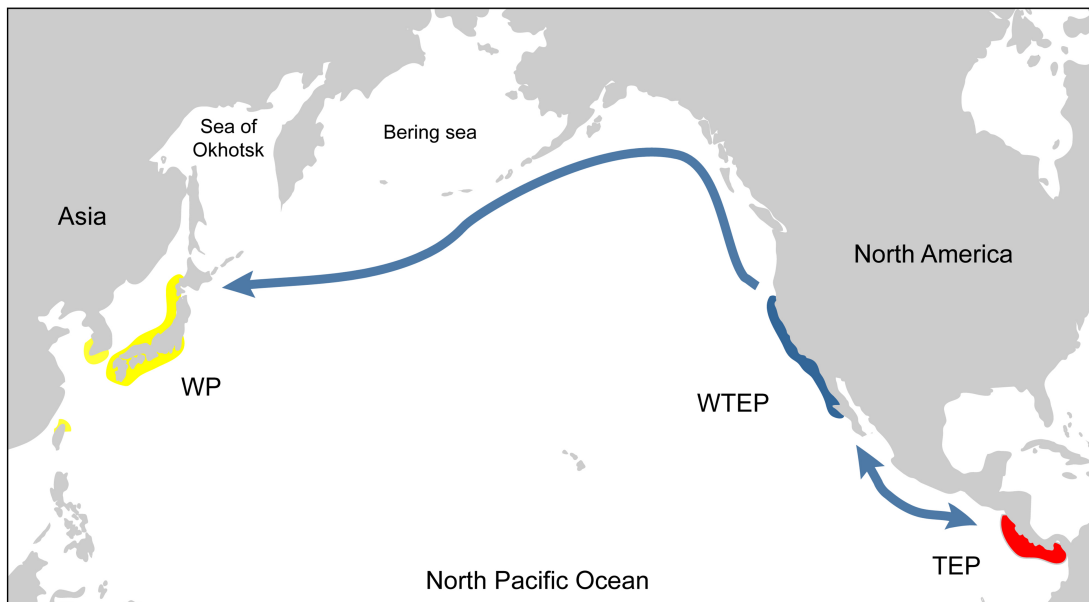 Sea of
Okhotsk
Bering sea
Asia
North America
WP
WTEP
TEP
North Pacific Ocean